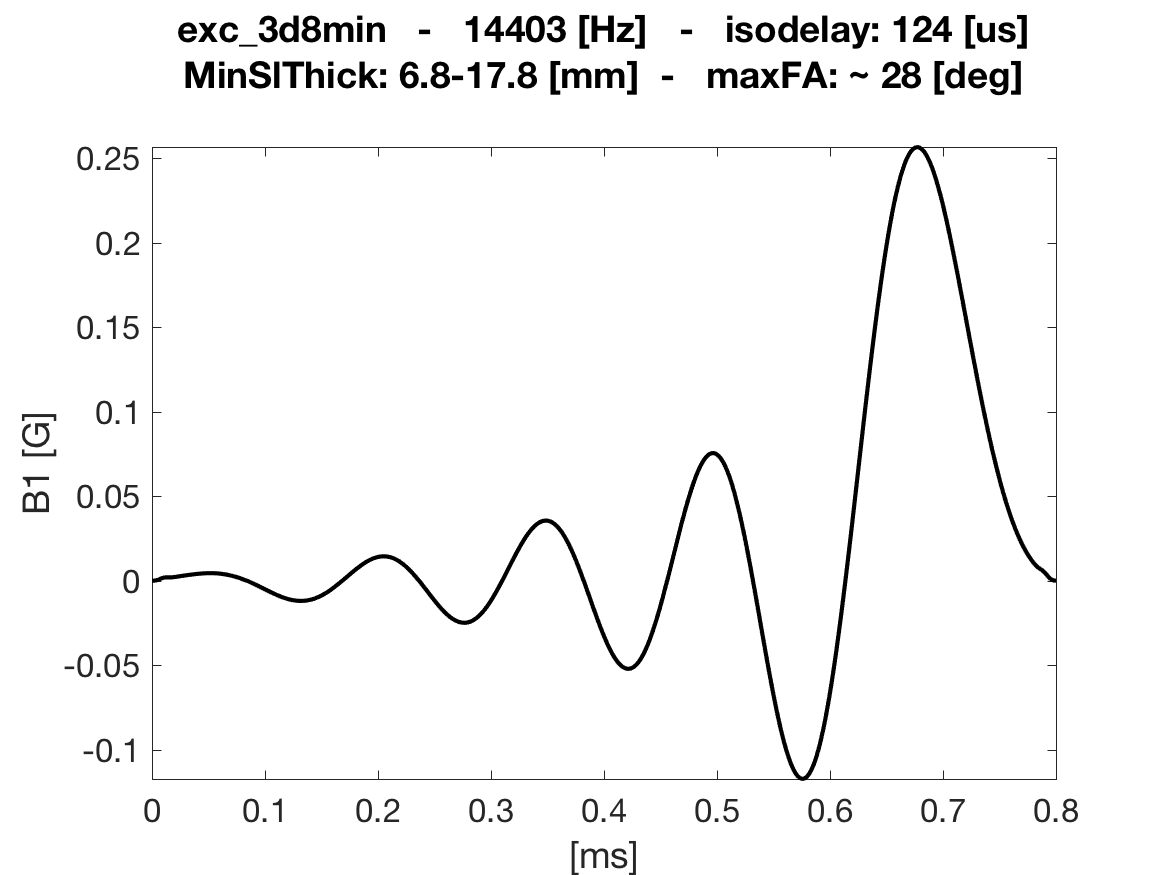 exc_3d8min - 14403 [Hz] - isodelay: 124 [us]
MinSlThick: 6.8-17.8 [mm] - maxFA: ~ 28 [deg]
0.25
0.2
0.15
0.1
0.05
0
-0.05
-0.1
B1 [G]
0 0.1 0.2 0.3 0.4 0.5 0.6 0.7 0.8
[ms]